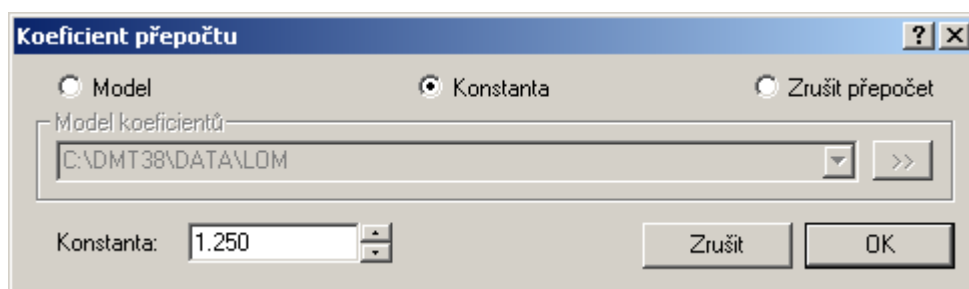 Koeficient přepočtu
Model Konstanta Zrušit přepočet
Model koeficientů
C:\DMT38\DATA\LOM >>
Konstanta: 1.250 Zrušit OK